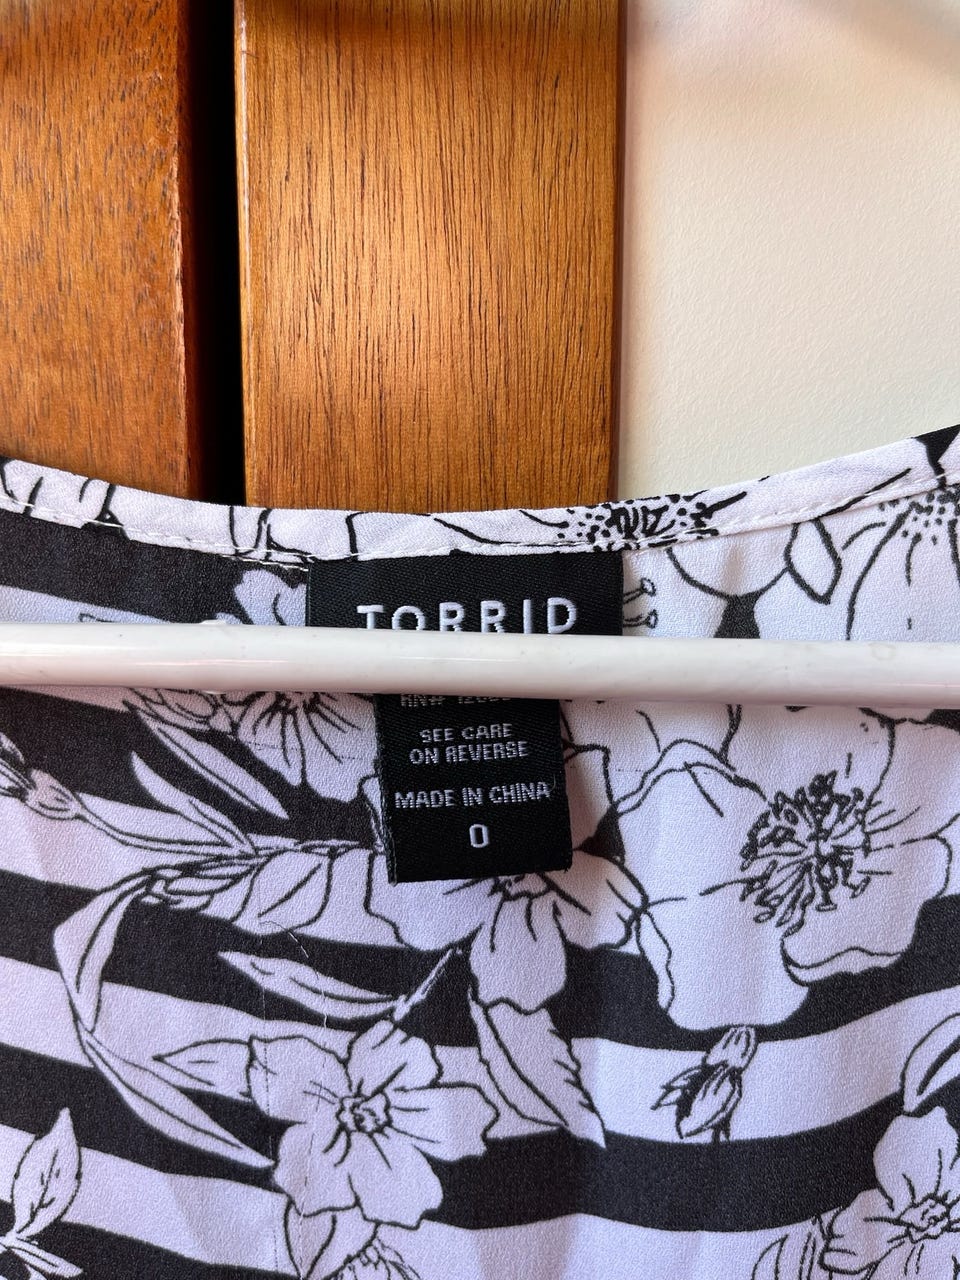 TORRID
SEE CARE
ON REVERSE
MADE IN CHINA
0